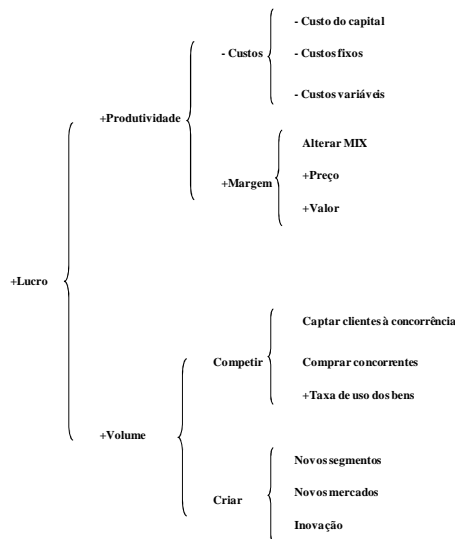 - Custo do capital
- Custos
- Custos fixos
- Custos variáveis
+Produtividade
Alterar MIX
+Margem
+Preço
+Valor
+Lucro
Captar clientes à concorrência
Competir
Comprar concorrentes
+Taxa de uso dos bens
+Volume
Novos segmentos
Criar
Novos mercados
Inovação